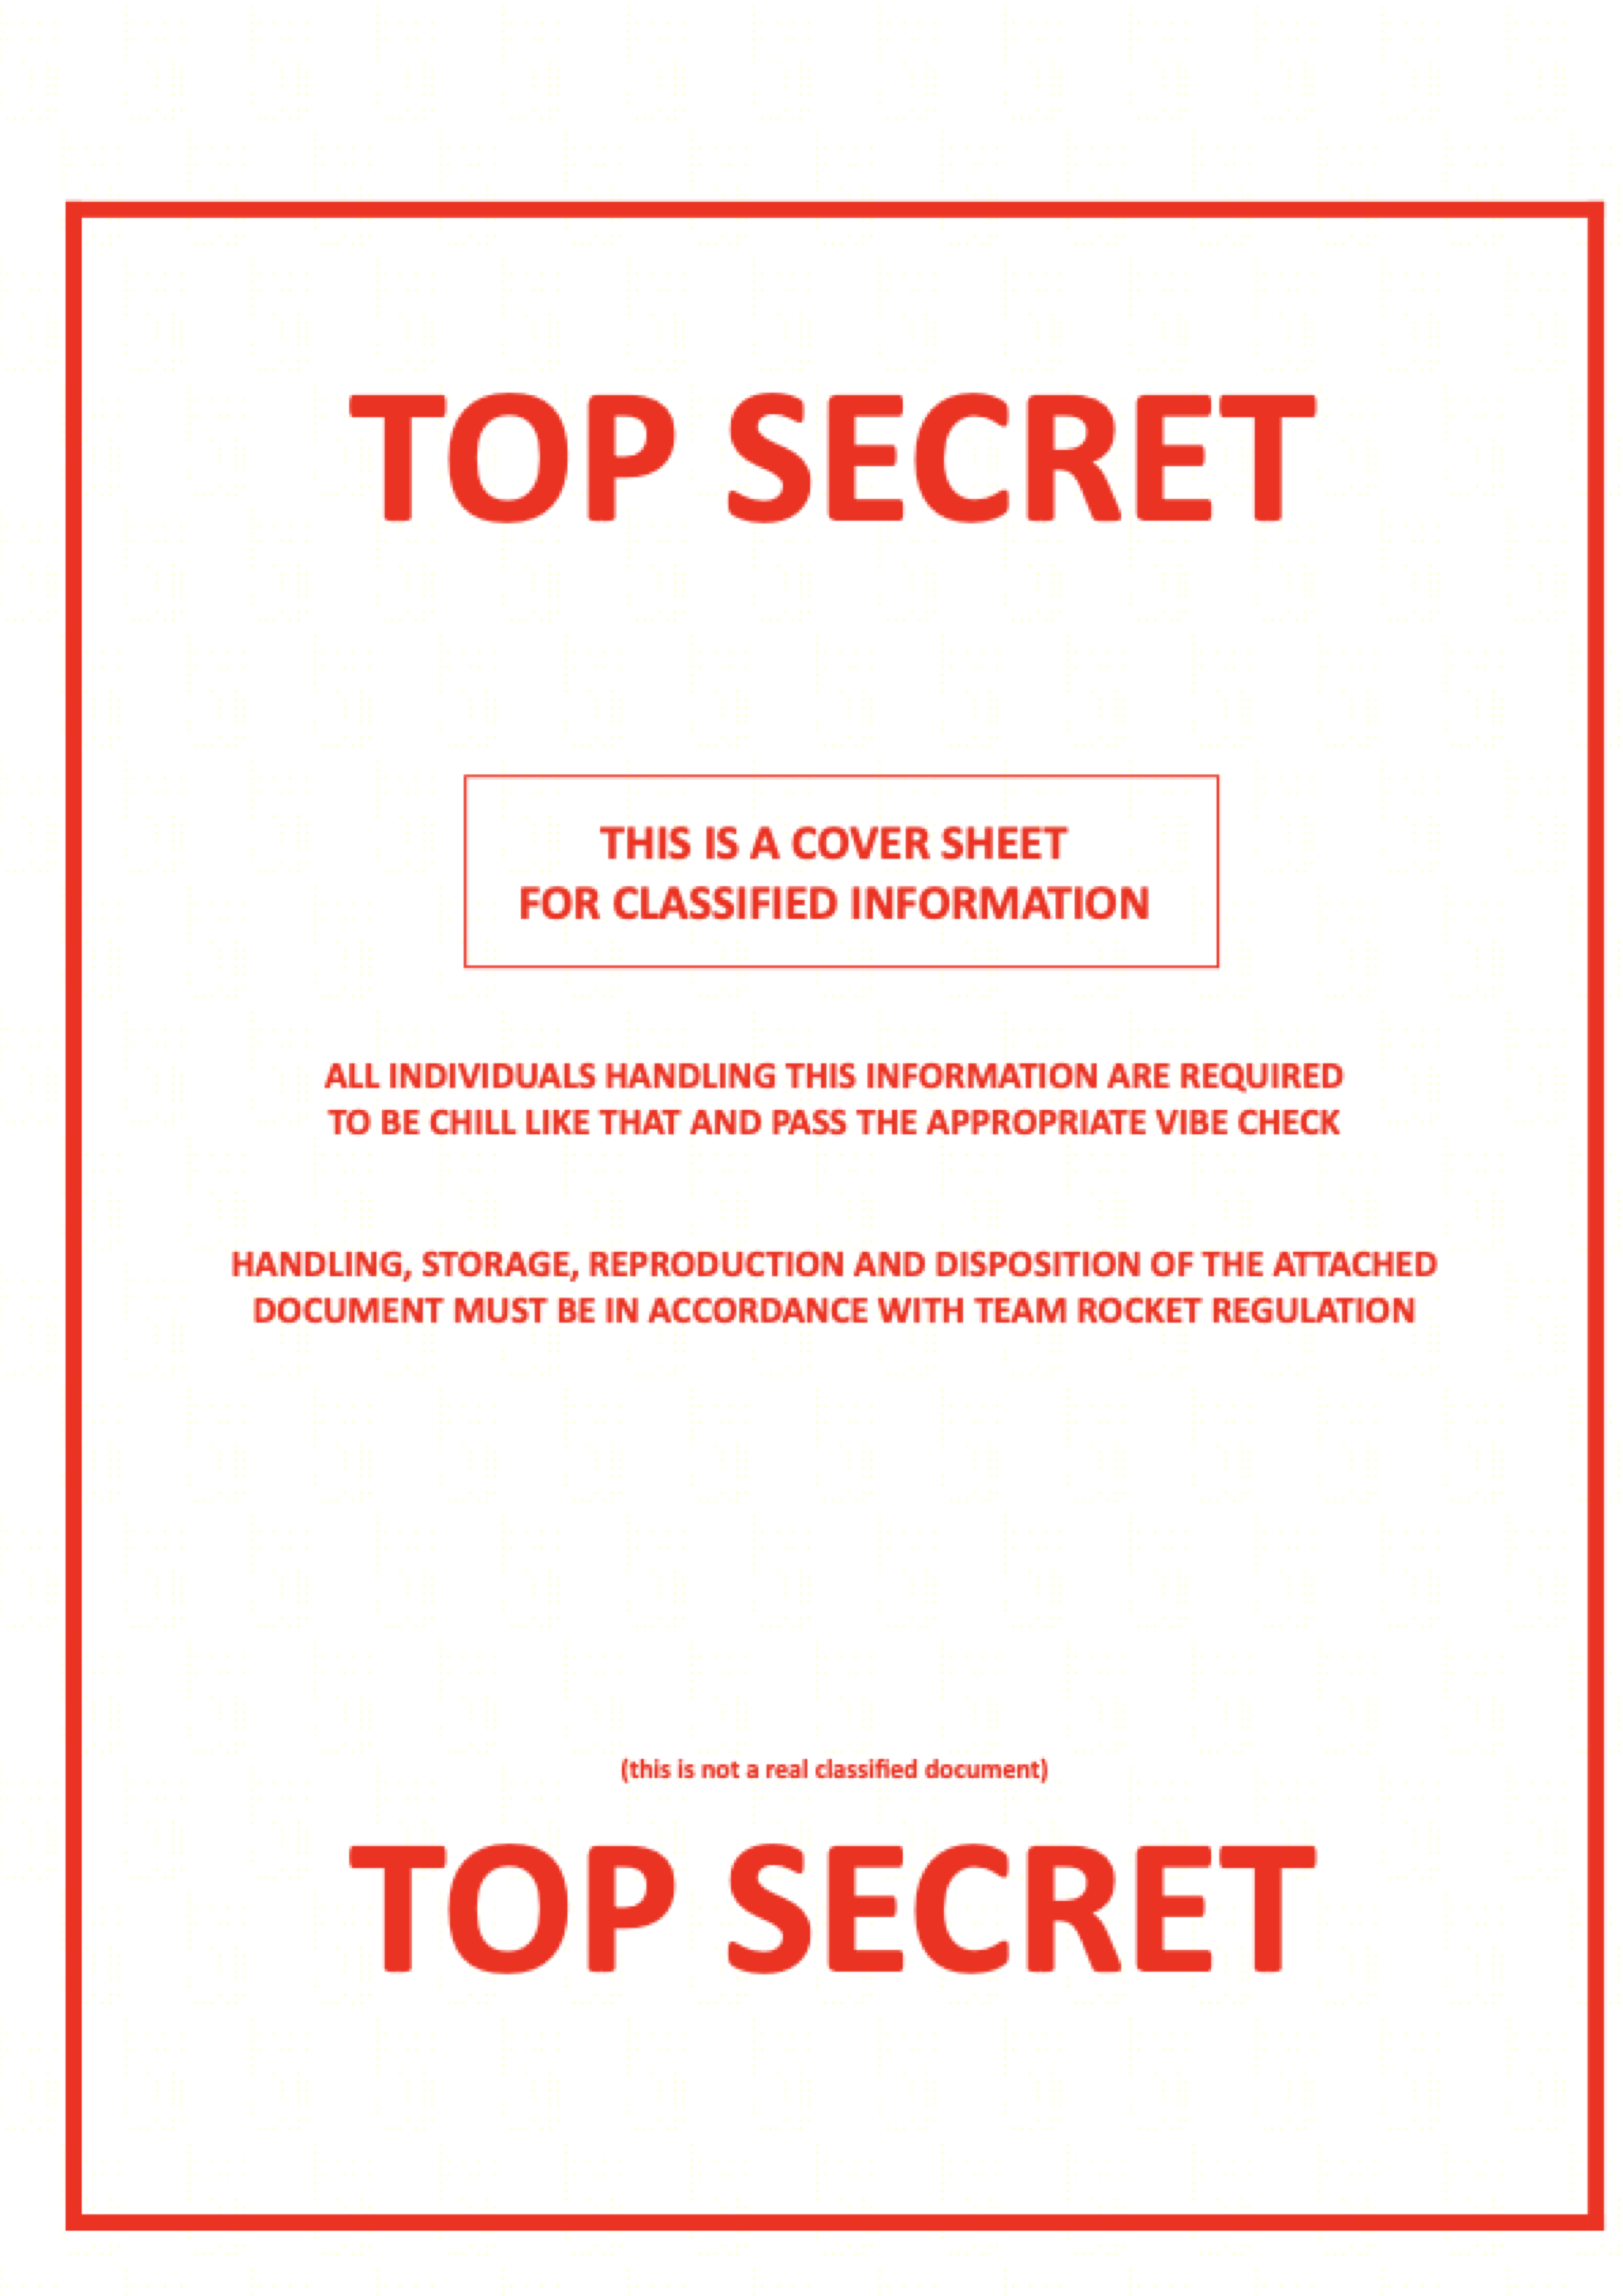 TOP SECRET
THIS IS A COVER SHEET
FOR CLASSIFIED INFORMATION
ALL INDIVIDUALS HANDLING THIS INFORMATION ARE REQUIRED
TO BE CHILL LIKE THAT AND PASS THE APPROPRIATE VIBE CHECK
HANDLING, STORAGE, REPRODUCTION AND DISPOSITION OF THE ATTACHED
DOCUMENT MUST BE IN ACCORDANCE WITH TEAM ROCKET REGULATION
(this is not a real classified document)
TOP SECRET